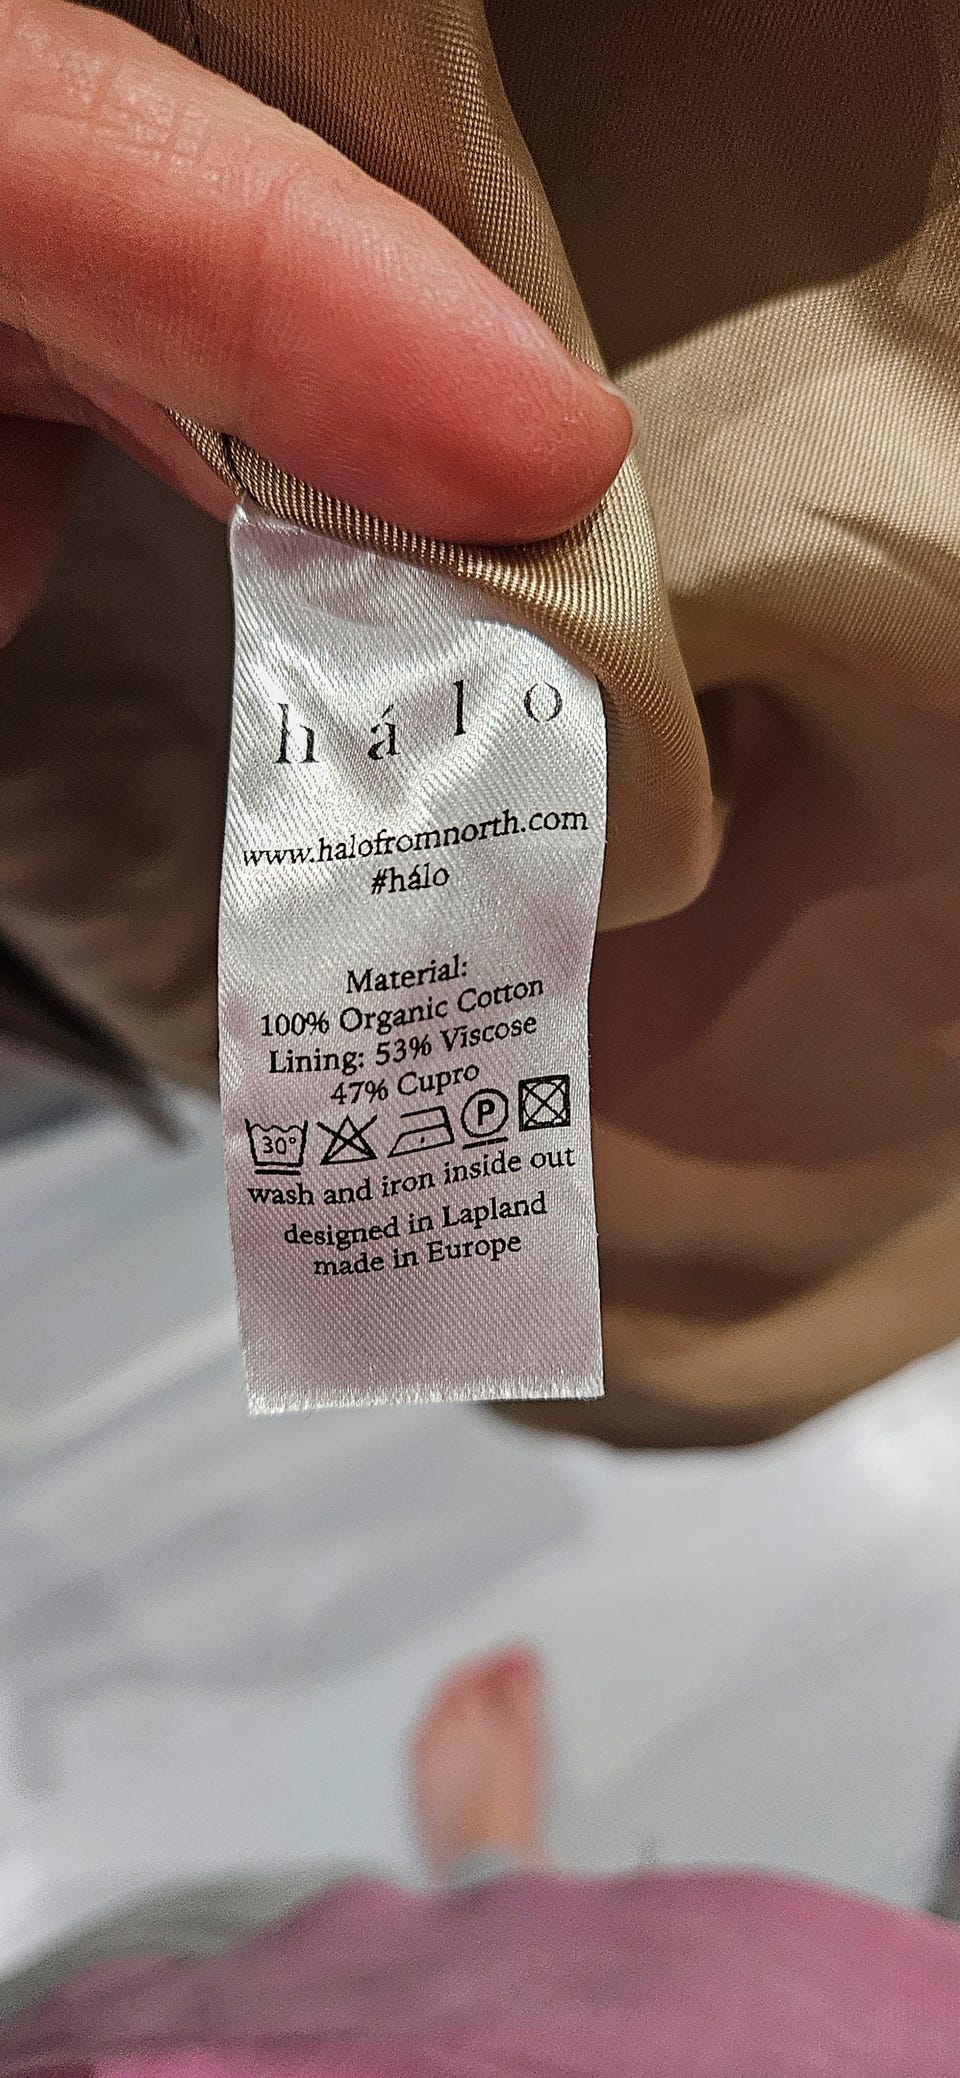 hálo
www.halofromnorth.com
#hálo
Material:
100% Organic Cotton
Lining: 53% Viscose
47% Cupro
30° P
wash and iron inside out
designed in Lapland
made in Europe